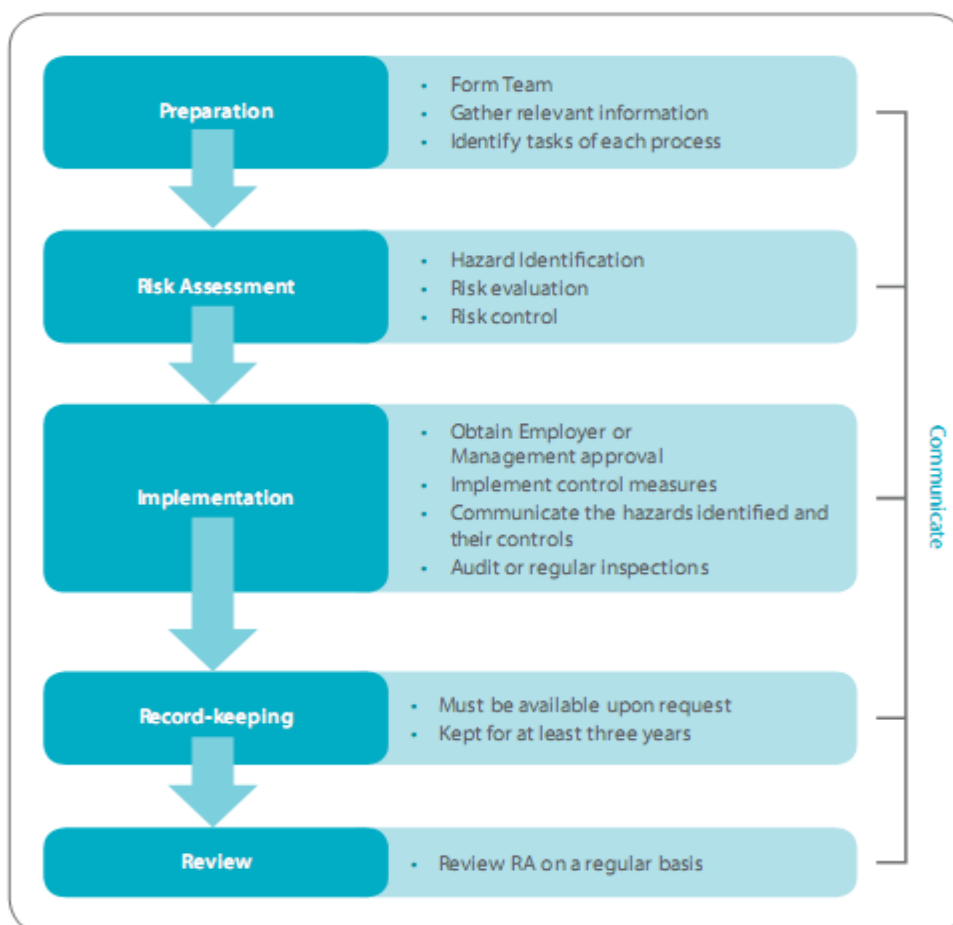 Preparation
• Form Team
• Gather relevant information
• Identify tasks of each process
Risk Assessment
• Hazard Identification
• Risk evaluation
• Risk control
Implementation
• Obtain Employer or
Management approval
• Implement control measures
• Communicate the hazards identified and
their controls
• Audit or regular inspections
Record-keeping
• Must be available upon request
• Kept for at least three years
Review
• Review RA on a regular basis
Communicate